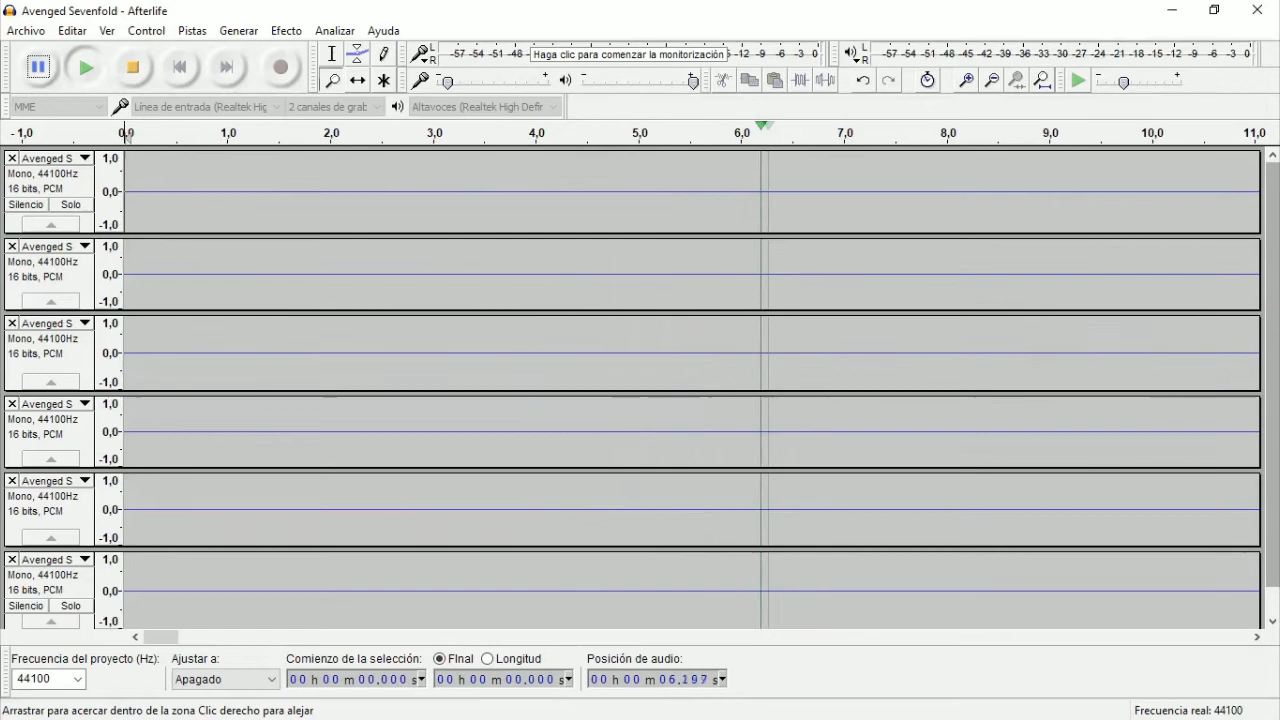 Avenged Sevenfold - Afterlife
Archivo Editar Ver Control Pistas Generar Efecto Analizar Ayuda
L R -57 -54 -51 -48 Haga clic para comenzar la monitorización -12 -9 -6 -3 0 L R -57 -54 -51 -48 -45 -42 -39 -36 -33 -30 -27 -24 -21 -18 -15 -12 -9 -6 -3 0
MME Línea de entrada (Realtek Hig 2 canales de grab Altavoces (Realtek High Defir
-1,0 0,0 1,0 2,0 3,0 4,0 5,0 6,0 7,0 8,0 9,0 10,0 11,0
Avenged S 1,0
Mono, 44100Hz
16 bits, PCM 0,0
Silencio Solo
-1,0
Avenged S 1,0
Mono, 44100Hz
16 bits, PCM 0,0
-1,0
Avenged S 1,0
Mono, 44100Hz
16 bits, PCM 0,0
-1,0
Avenged S 1,0
Mono, 44100Hz
16 bits, PCM 0,0
-1,0
Avenged S 1,0
Mono, 44100Hz
16 bits, PCM 0,0
-1,0
Avenged S 1,0
Mono, 44100Hz
16 bits, PCM 0,0
Silencio Solo
-1,0
Frecuencia del proyecto (Hz): Ajustar a: Comienzo de la selección: FInal Longitud Posición de audio:
44100 Apagado 00 h 00 m 00.000 s 00 h 00 m 00.000 s 00 h 00 m 06.197 s
Arrastrar para acercar dentro de la zona Clic derecho para alejar Frecuencia real: 44100